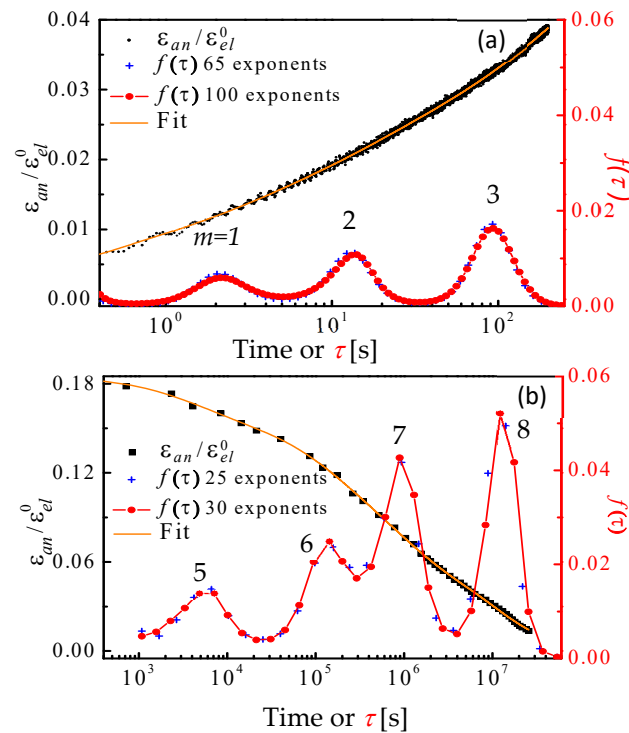 (a)
ε_an/ε_el^0
f(τ) 65 exponents
f(τ) 100 exponents
Fit
m=1
2
3
0.04
0.03
0.02
0.01
0.00
ε_an/ε_el^0
0.06
0.04
0.02
0.00
f(τ)
10^0
10^1
10^2
Time or τ [s]
(b)
ε_an/ε_el^0
f(τ) 25 exponents
f(τ) 30 exponents
Fit
5
6
7
8
0.18
0.12
0.06
0.00
ε_an/ε_el^0
0.06
0.04
0.02
0.00
f(τ)
10^3
10^4
10^5
10^6
10^7
Time or τ [s]